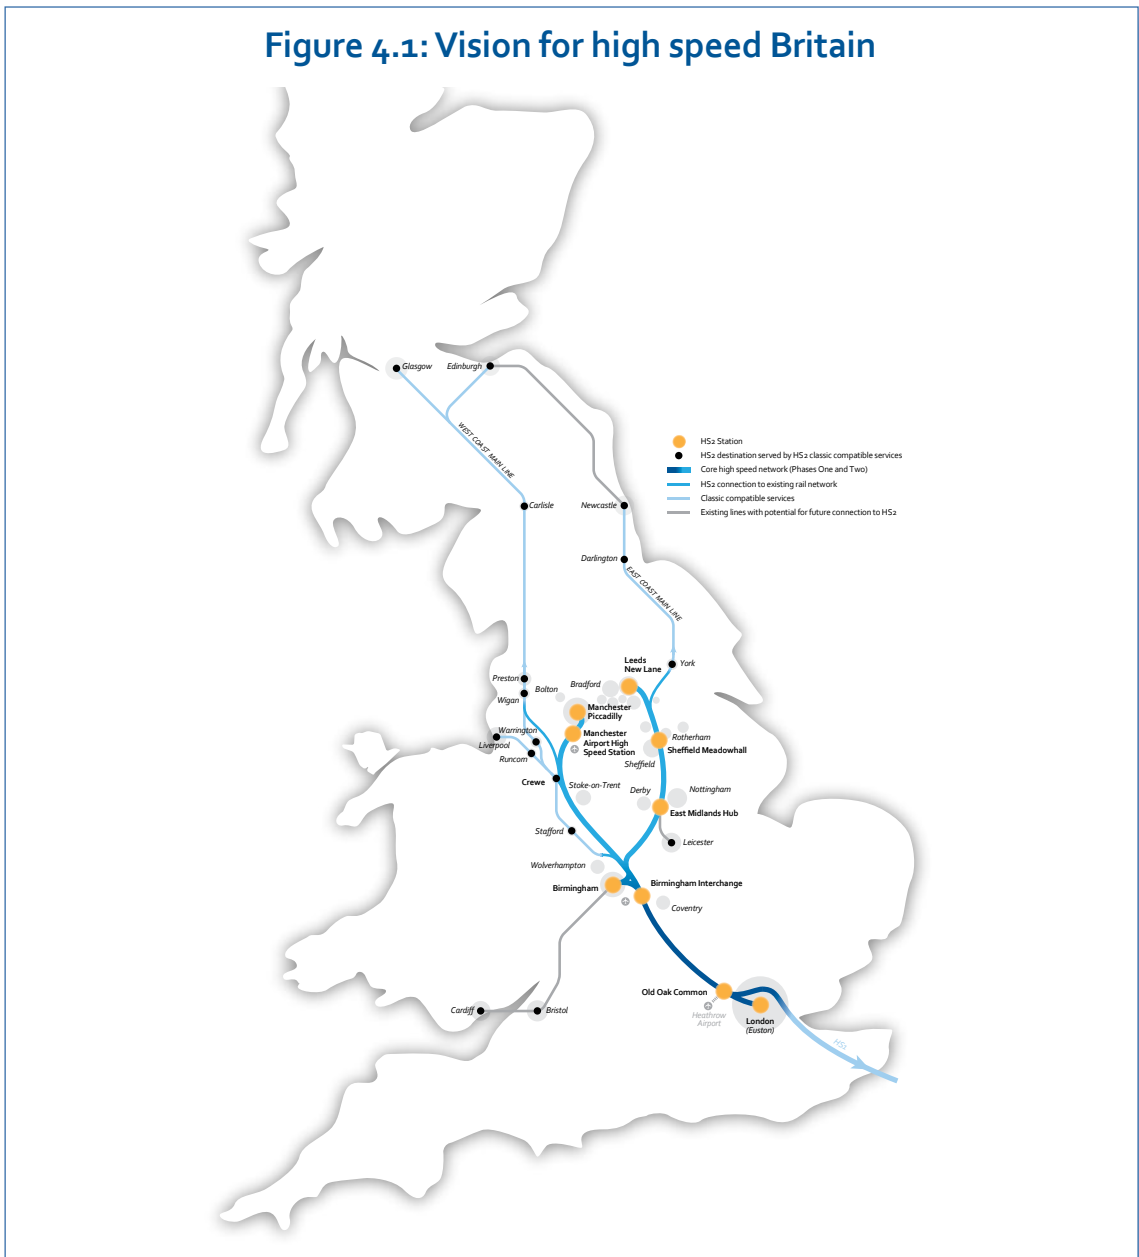 Figure 4.1: Vision for high speed Britain
Glasgow
Edinburgh
WEST COAST MAIN LINE
HS2 Station
HS2 destination served by HS2 classic compatible services
Core high speed network (Phases One and Two)
HS2 connection to existing rail network
Classic compatible services
Existing lines with potential for future connection to HS2
Carlisle
Newcastle
Darlington
EAST COAST MAIN LINE
Leeds
New Lane
York
Preston
Bolton
Bradford
Wigan
Manchester
Piccadilly
Warrington
Liverpool
Runcorn
Manchester
Airport High
Speed Station
Rotherham
Sheffield Meadowhall
Sheffield
Crewe
Stoke-on-Trent
Derby
Nottingham
East Midlands Hub
Stafford
Leicester
Wolverhampton
Birmingham
Birmingham Interchange
Coventry
Old Oak Common
Heathrow
Airport
London
(Euston)
Cardiff
Bristol
HS1